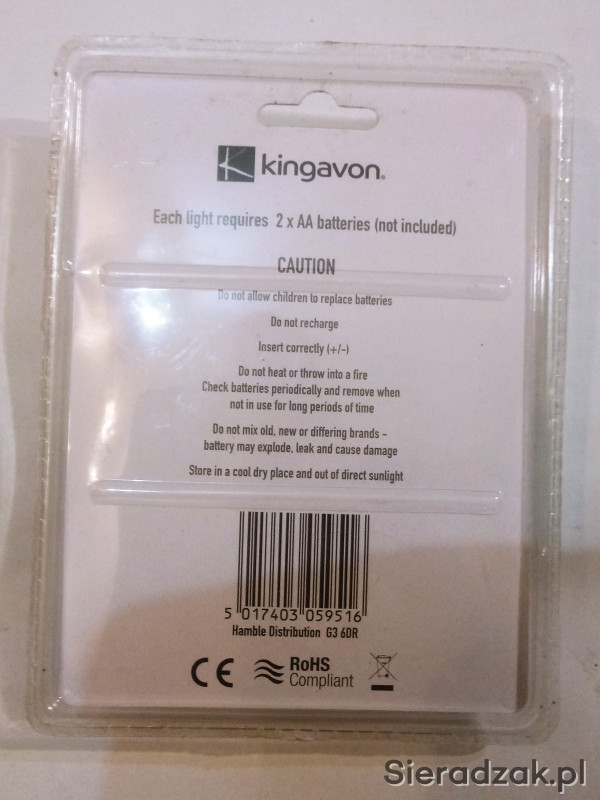 kingavon®
Each light requires 2 x AA batteries (not included)
CAUTION
Do not allow children to replace batteries
Do not recharge
Insert correctly (+/-)
Do not heat or throw into a fire
Check batteries periodically and remove when
not in use for long periods of time
Do not mix old, new or differing brands -
battery may explode, leak and cause damage
Store in a cool dry place and out of direct sunlight
5 017403 059516
Hamble Distribution G3 6DR
CE RoHS
Compliant
Sieradzak.pl